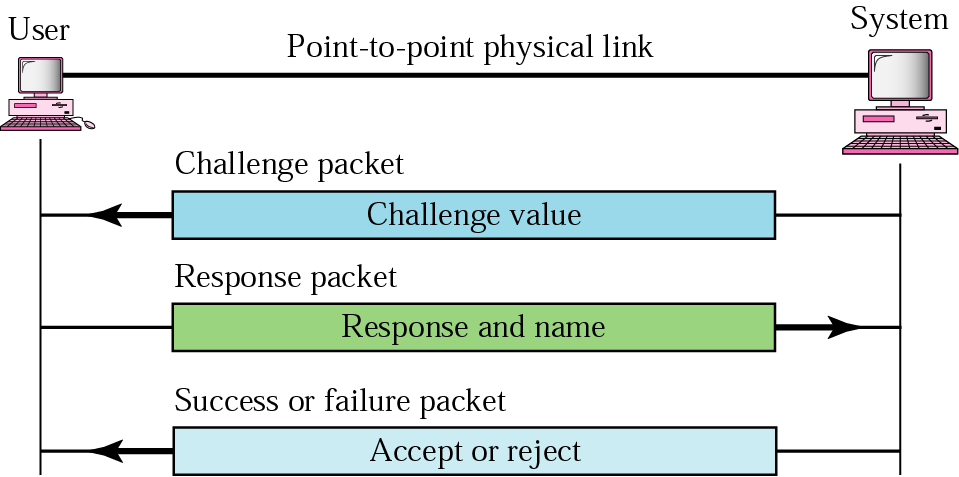 User
System
Point-to-point physical link
Challenge packet
Challenge value
Response packet
Response and name
Success or failure packet
Accept or reject